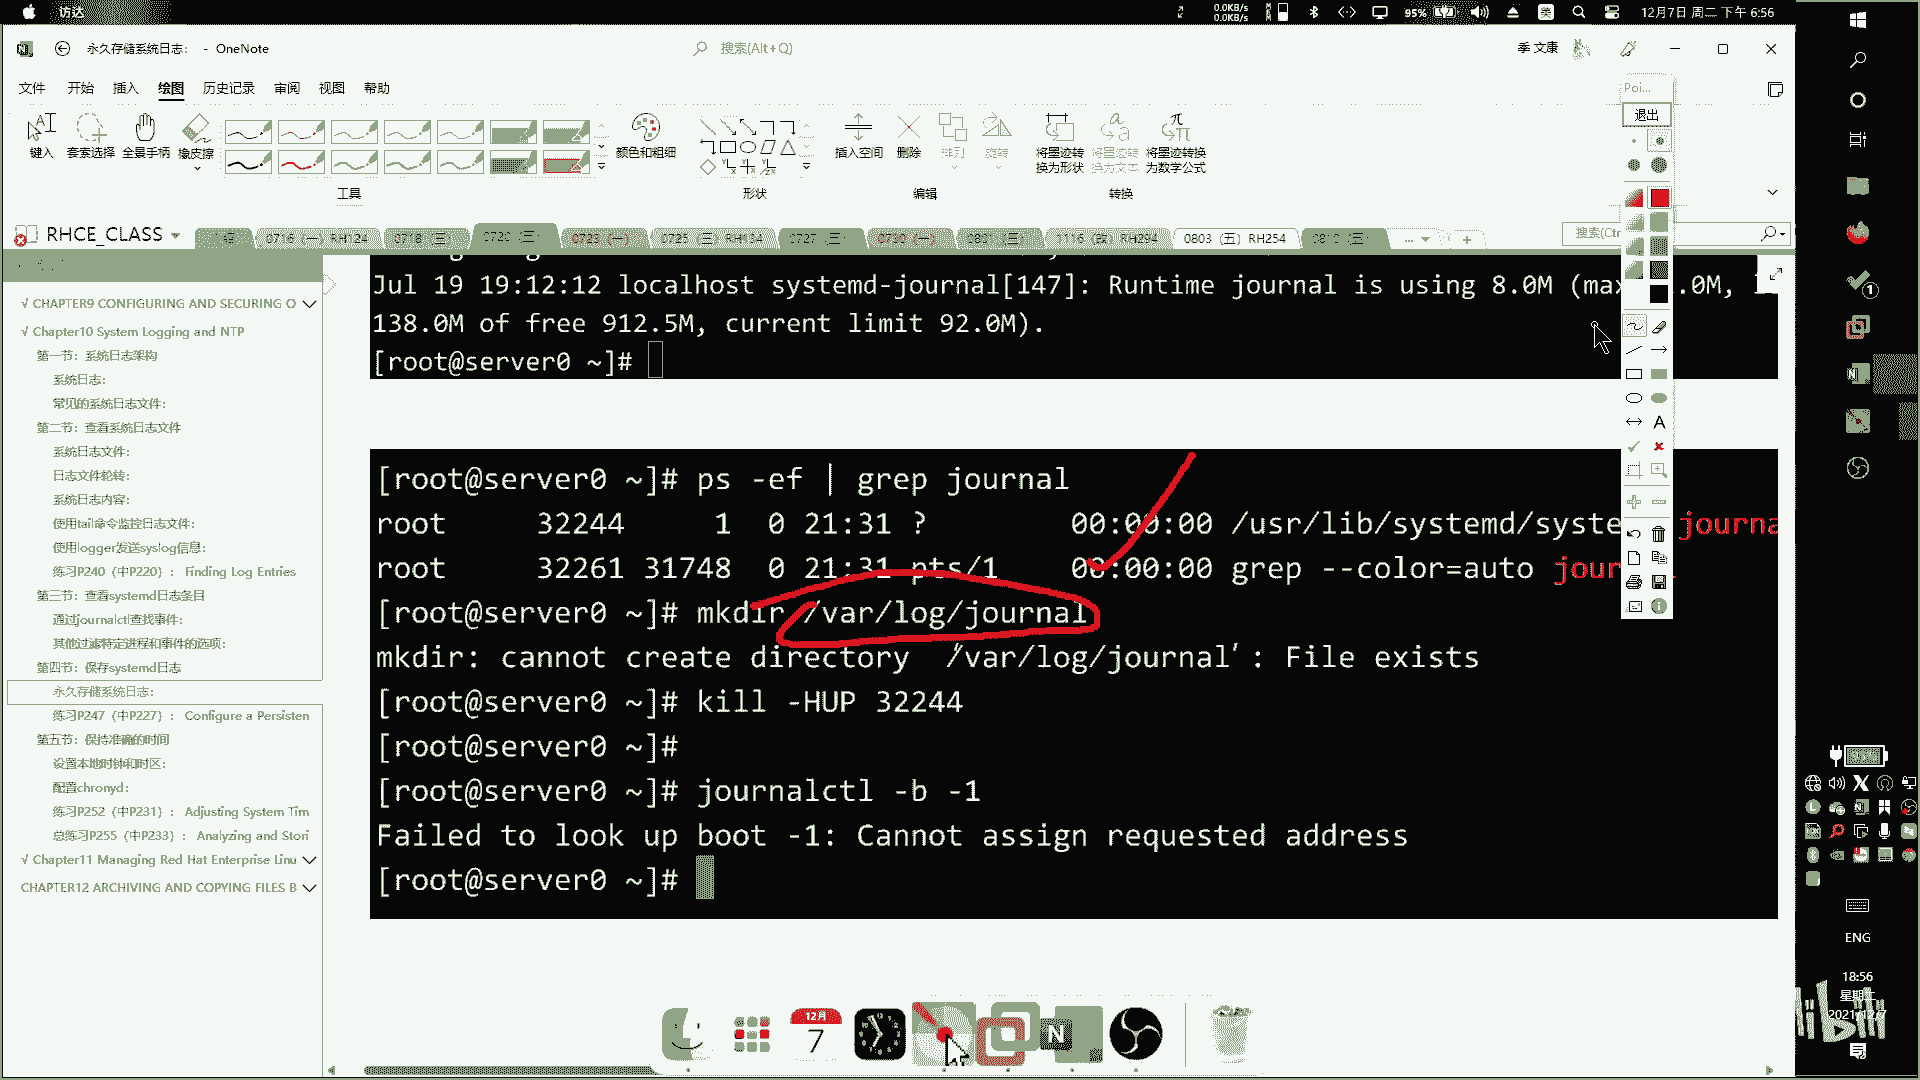 访达
0.0KB/s
0.0KB/s
95%
英
12月7日 周二 下午 6:56
永久存储系统日志: - OneNote
搜索(Alt+Q)
季 文康
文件 开始 插入 绘图 历史记录 审阅 视图 帮助
Poi...
退出
键入 套索选择 全景手柄 橡皮擦
颜色和粗细
插入空间 删除 排列 旋转
将墨迹转换为形状 将墨迹转换为文本 将墨迹转换为数学公式
工具 形状 编辑 转换
RHCE_CLASS
0716 (一) RH124
0718 (三)
0723 (一)
0725 (三) RH134
0803 (五) RH254
搜索(Ctr
√ CHAPTER9 CONFIGURING AND SECURING O
√ Chapter10 System Logging and NTP
第一节: 系统日志架构
系统日志:
常见的系统日志文件:
第二节: 查看系统日志文件
系统日志文件:
日志文件轮转:
系统日志内容:
使用tail命令监控日志文件:
使用logger发送syslog信息:
练习P240 (中P220) : Finding Log Entries
第三节: 查看systemd日志条目
通过journalctl查找事件:
其他过滤特定进程和事件的选项:
第四节: 保存systemd日志
永久存储系统日志:
练习P247 (中P227) : Configure a Persisten
第五节: 保持准确的时间
设置本地时钟和时区:
配置chronyd:
练习P252 (中P231) : Adjusting System Tim
总练习P255 (中P233) : Analyzing and Stori
√ Chapter11 Managing Red Hat Enterprise Linu
CHAPTER12 ARCHIVING AND COPYING FILES B
Jul 19 19:12:12 localhost systemd-journal[147]: Runtime journal is using 8.0M (max
138.0M of free 912.5M, current limit 92.0M).
[root@server0 ~]#
[root@server0 ~]# ps -ef | grep journal
root 32244 1 0 21:31 ? 00:00:00 /usr/lib/systemd/syste journa
root 32261 31748 0 21:31 pts/1 00:00:00 grep --color=auto jour
[root@server0 ~]# mkdir /var/log/journal
mkdir: cannot create directory ‘/var/log/journal’: File exists
[root@server0 ~]# kill -HUP 32244
[root@server0 ~]#
[root@server0 ~]# journalctl -b -1
Failed to look up boot -1: Cannot assign requested address
[root@server0 ~]#
12月
7
ENG
18:56
星期二
2021/12/7